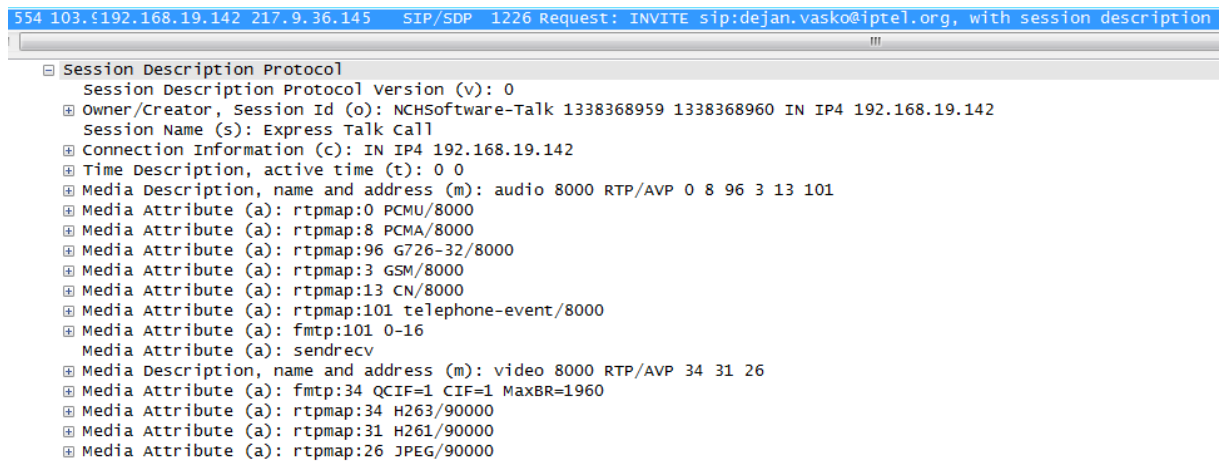 554 103.9192.168.19.142 217.9.36.145 SIP/SDP 1226 Request: INVITE sip:dejan.vasko@iptel.org, with session description
Session Description Protocol
Session Description Protocol Version (v): 0
Owner/Creator, Session Id (o): NCHSoftware-Talk 1338368959 1338368960 IN IP4 192.168.19.142
Session Name (s): Express Talk Call
Connection Information (c): IN IP4 192.168.19.142
Time Description, active time (t): 0 0
Media Description, name and address (m): audio 8000 RTP/AVP 0 8 96 3 13 101
Media Attribute (a): rtpmap:0 PCMU/8000
Media Attribute (a): rtpmap:8 PCMA/8000
Media Attribute (a): rtpmap:96 G726-32/8000
Media Attribute (a): rtpmap:3 GSM/8000
Media Attribute (a): rtpmap:13 CN/8000
Media Attribute (a): rtpmap:101 telephone-event/8000
Media Attribute (a): fmtp:101 0-16
Media Attribute (a): sendrecv
Media Description, name and address (m): video 8000 RTP/AVP 34 31 26
Media Attribute (a): fmtp:34 QCIF=1 CIF=1 MaxBR=1960
Media Attribute (a): rtpmap:34 H263/90000
Media Attribute (a): rtpmap:31 H261/90000
Media Attribute (a): rtpmap:26 JPEG/90000